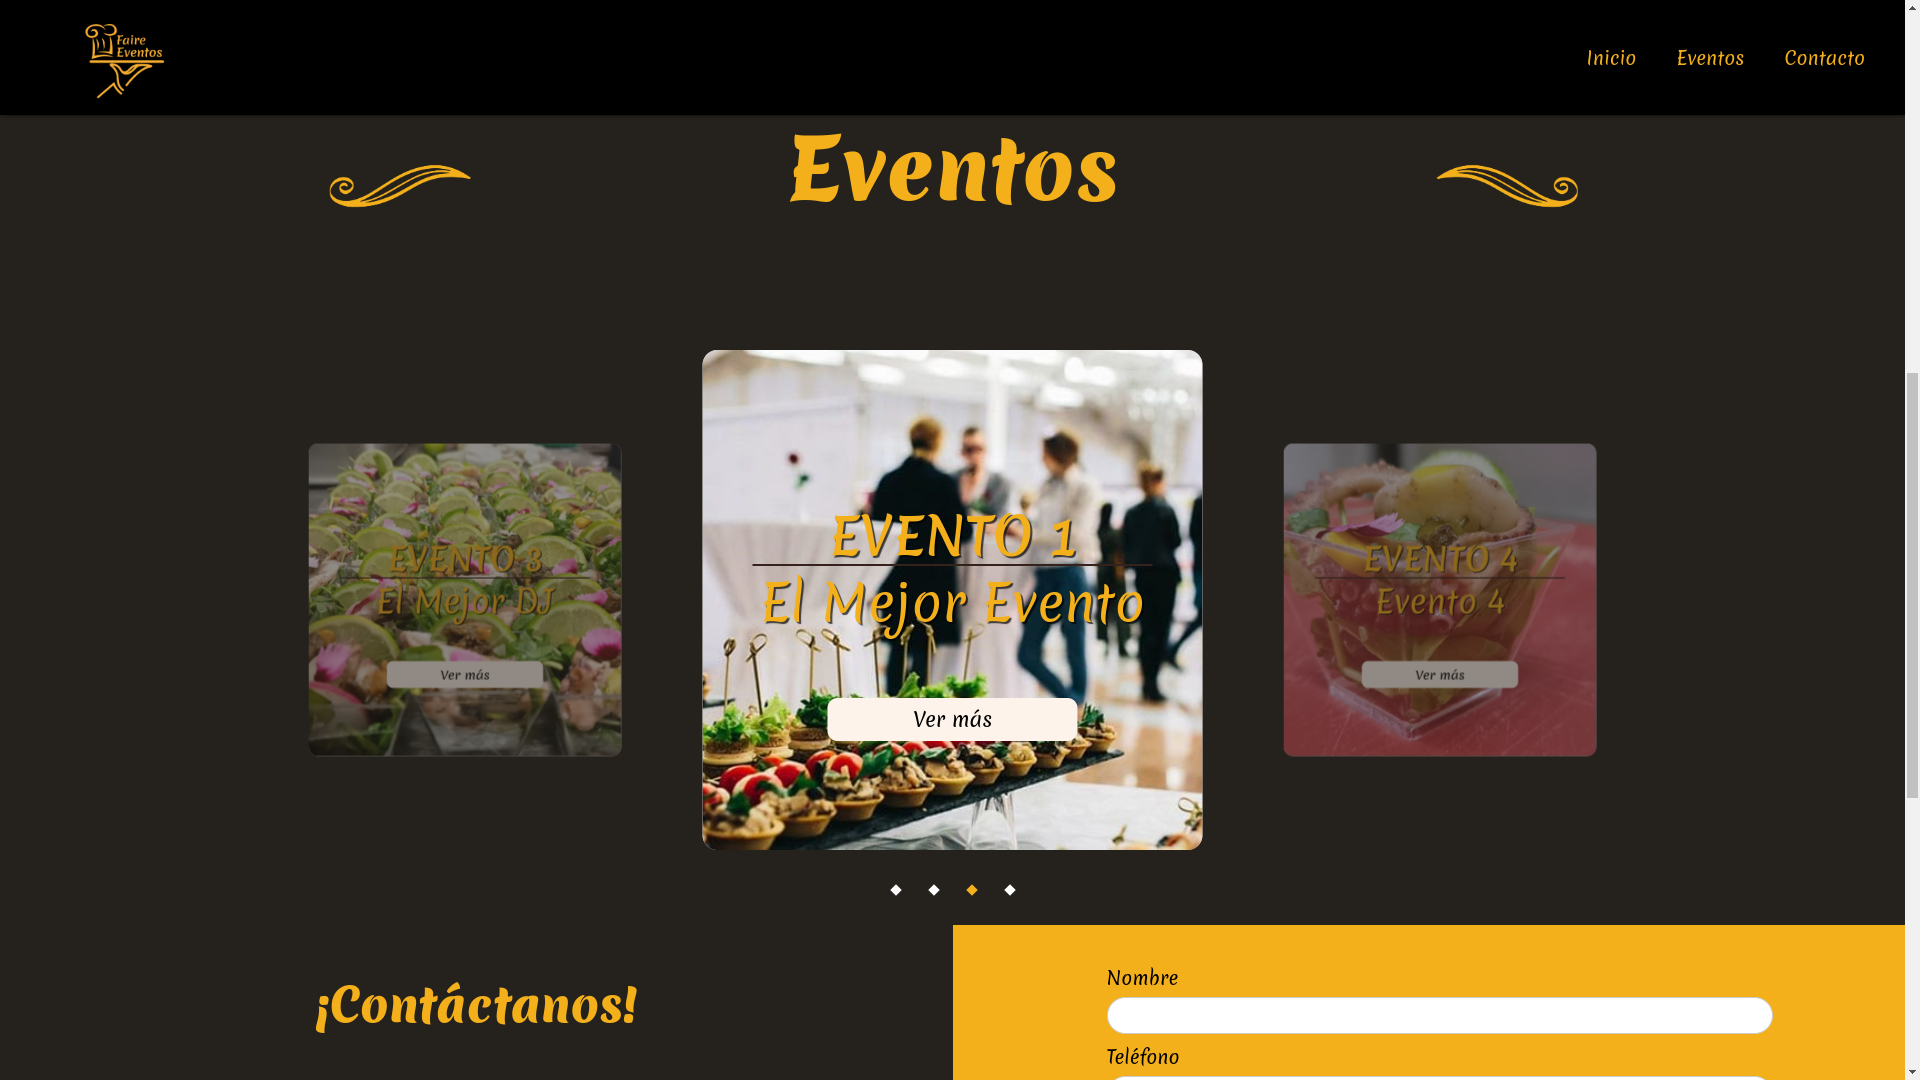 Faire
Eventos
Inicio
Eventos
Contacto
Eventos
EVENTO 3
El Mejor DJ
Ver más
EVENTO 1
El Mejor Evento
Ver más
EVENTO 4
Evento 4
Ver más
¡Contáctanos!
Nombre
Teléfono